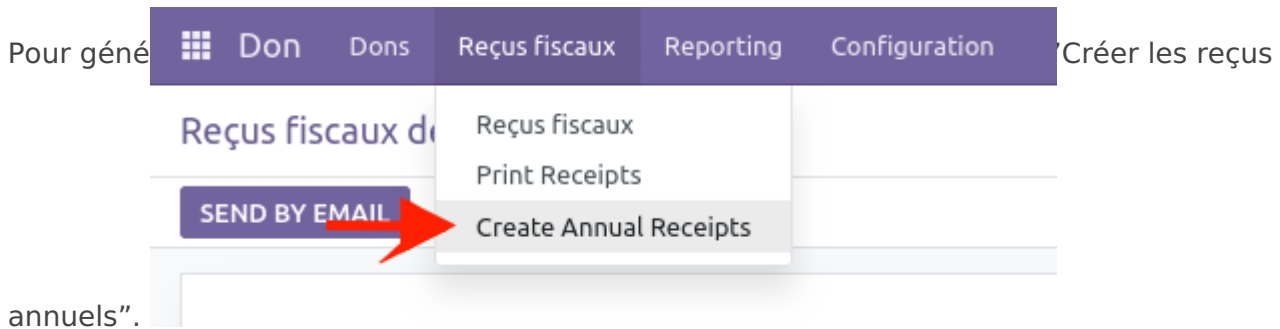 Pour géné
Don Dons Reçus fiscaux Reporting Configuration
"Créer les reçus
Reçus fiscaux
Reçus fiscaux
Print Receipts
SEND BY EMAIL
Create Annual Receipts
annuels".